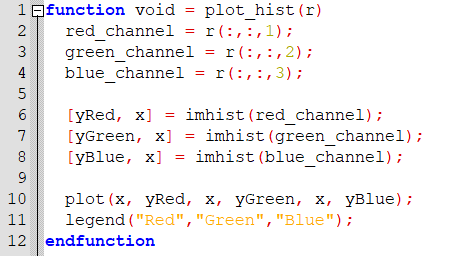 1 function void = plot_hist(r)
2 red_channel = r(:,:,1);
3 green_channel = r(:,:,2);
4 blue_channel = r(:,:,3);
5
6 [yRed, x] = imhist(red_channel);
7 [yGreen, x] = imhist(green_channel);
8 [yBlue, x] = imhist(blue_channel);
9
10 plot(x, yRed, x, yGreen, x, yBlue);
11 legend("Red","Green","Blue");
12 endfunction